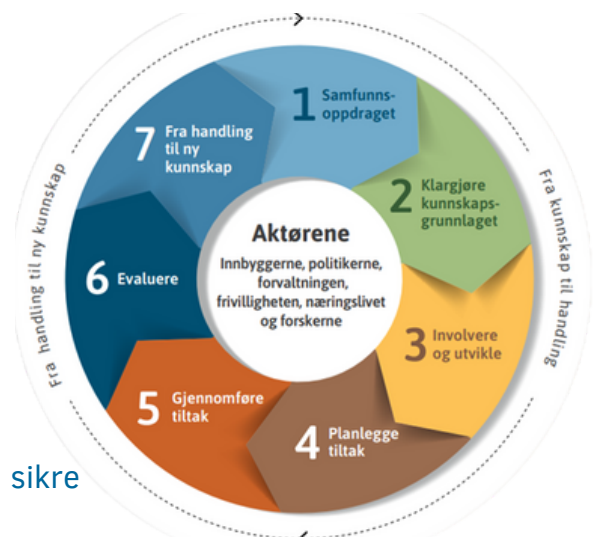 1 Samfunns-
oppdraget
2 Klargjøre
kunnskaps-
grunnlaget
3 Involvere
og utvikle
4 Planlegge
tiltak
5 Gjennomføre
tiltak
6 Evaluere
7 Fra handling
til ny
kunnskap
Aktørene
Innbyggerne, politikerne,
forvaltningen,
frivilligheten, næringslivet
og forskerne
Fra kunnskap til handling
Fra handling til ny kunnskap
sikre